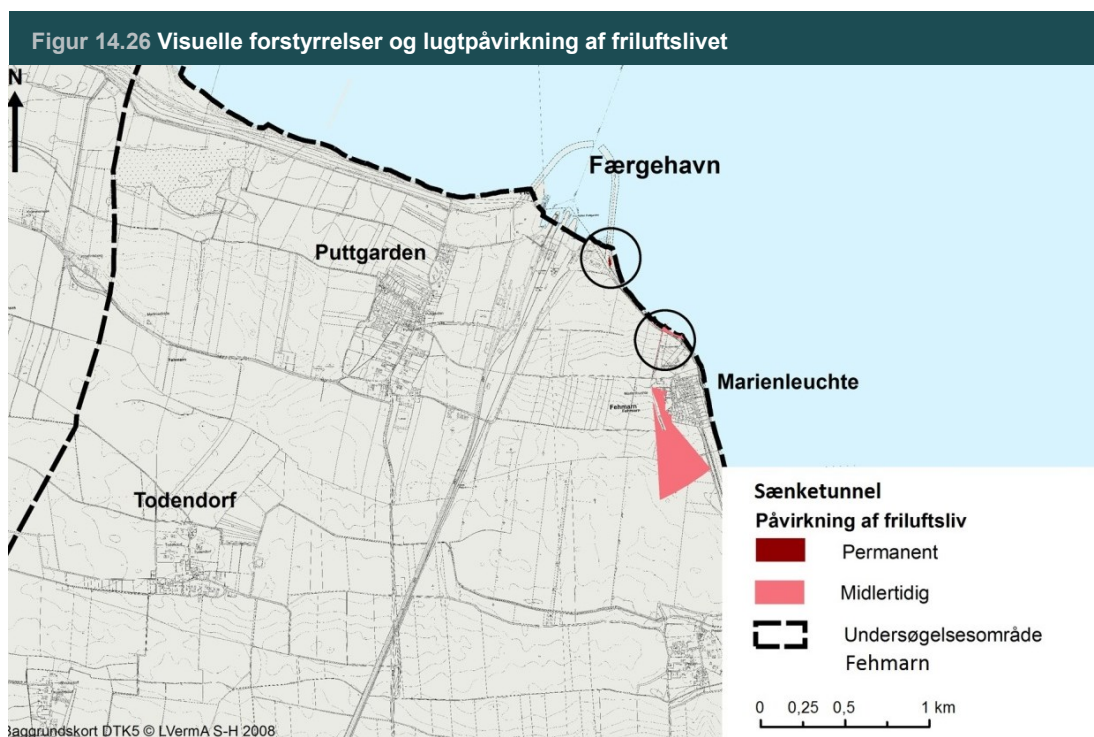 Figur 14.26 Visuelle forstyrrelser og lugtpåvirkning af friluftslivet
N
Færgehavn
Puttgarden
Marienleuchte
Fehmarn
Todendorf
Sænketunnel
Påvirkning af friluftsliv
Permanent
Midlertidig
Undersøgelsesområde
Fehmarn
0 0,25 0,5 1 km
Baggrundskort DTK5 © LVermA S-H 2008